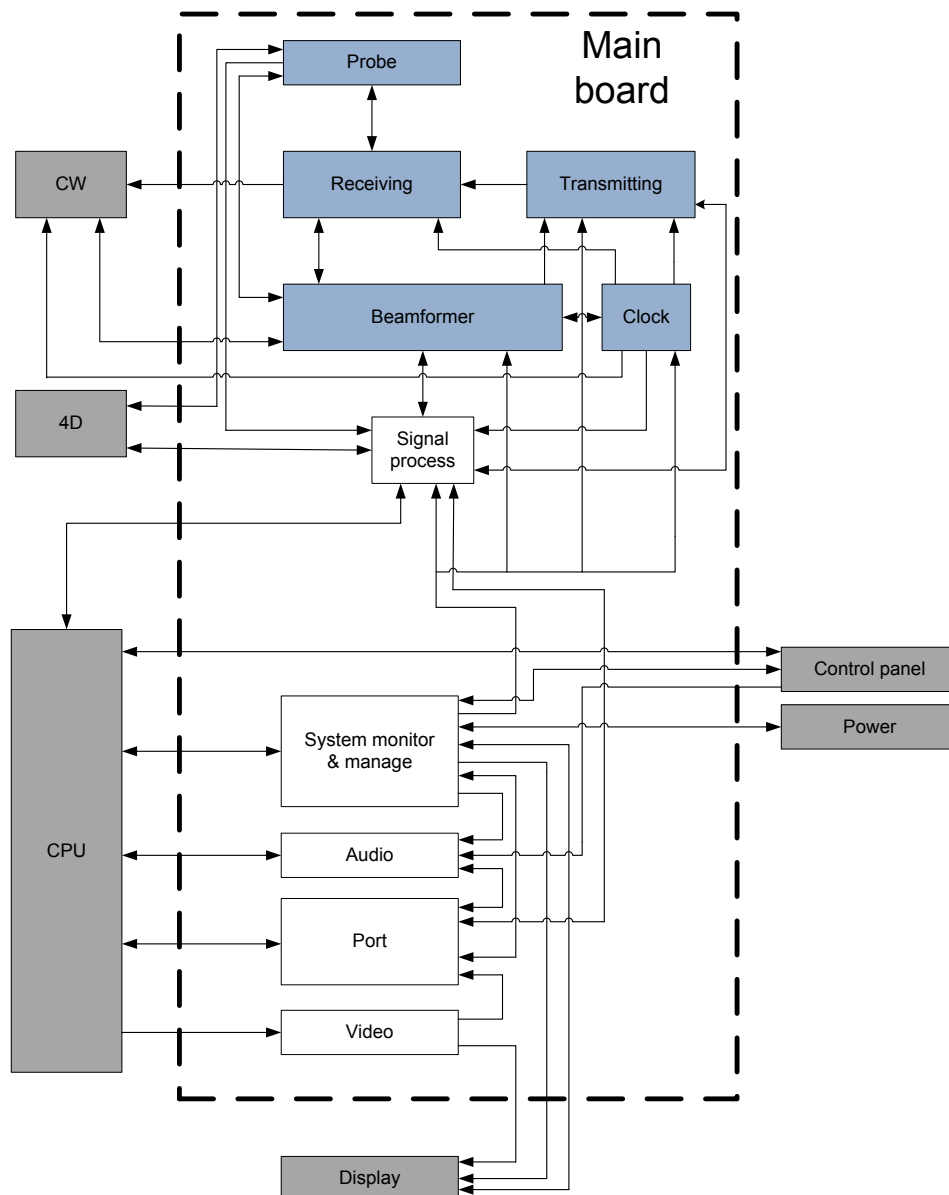 Main
board
Probe
CW
Receiving
Transmitting
Beamformer
Clock
4D
Signal
process
Control panel
System monitor
& manage
Power
CPU
Audio
Port
Video
Display